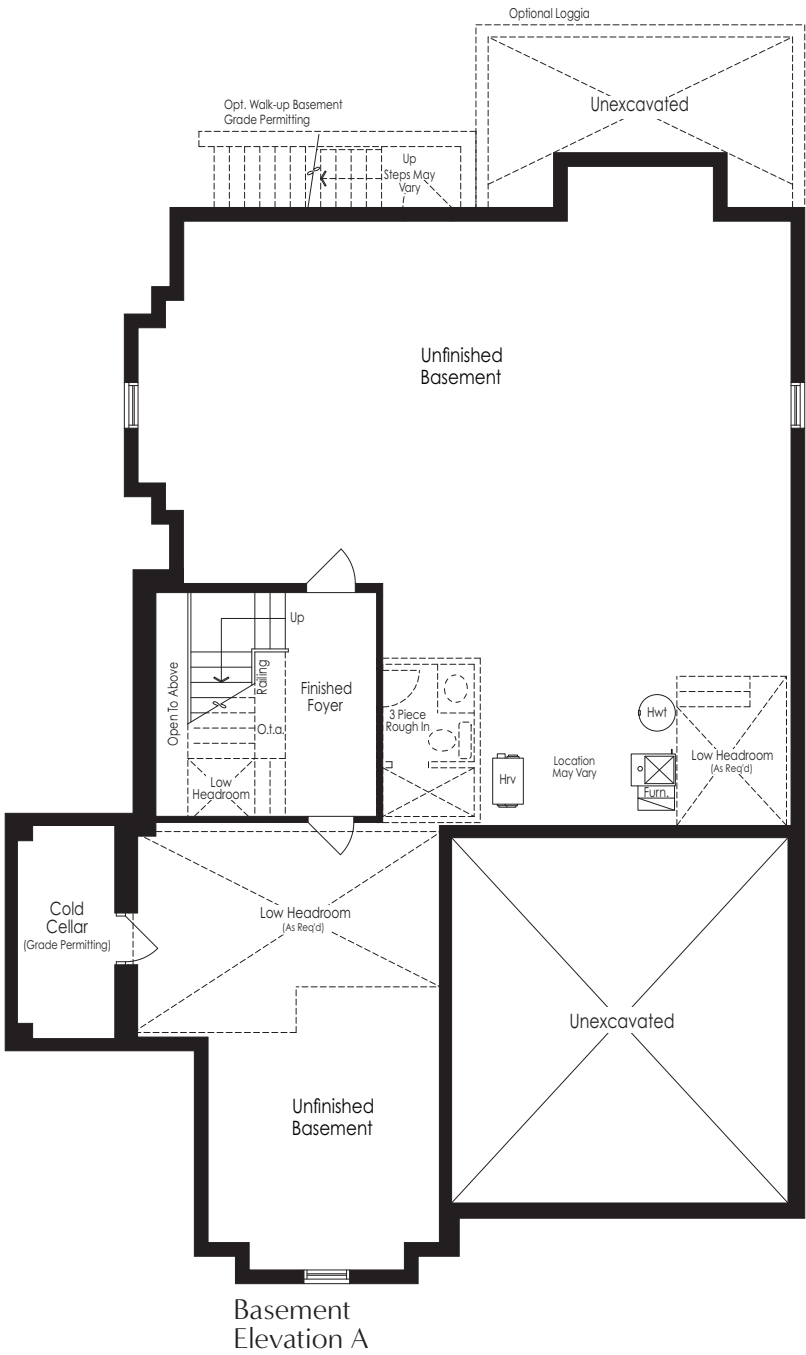 Optional Loggia
Unexcavated
Opt. Walk-up Basement
Grade Permitting
Up
Steps May
Vary
Unfinished
Basement
Up
Open To Above
Railing
Finished
Foyer
O.t.a.
Low
Headroom
3 Piece
Rough In
Hrv
Location
May Vary
Hwt
Furn.
Low Headroom
(As Req'd)
Cold
Cellar
(Grade Permitting)
Low Headroom
(As Req'd)
Unexcavated
Unfinished
Basement
Basement
Elevation A